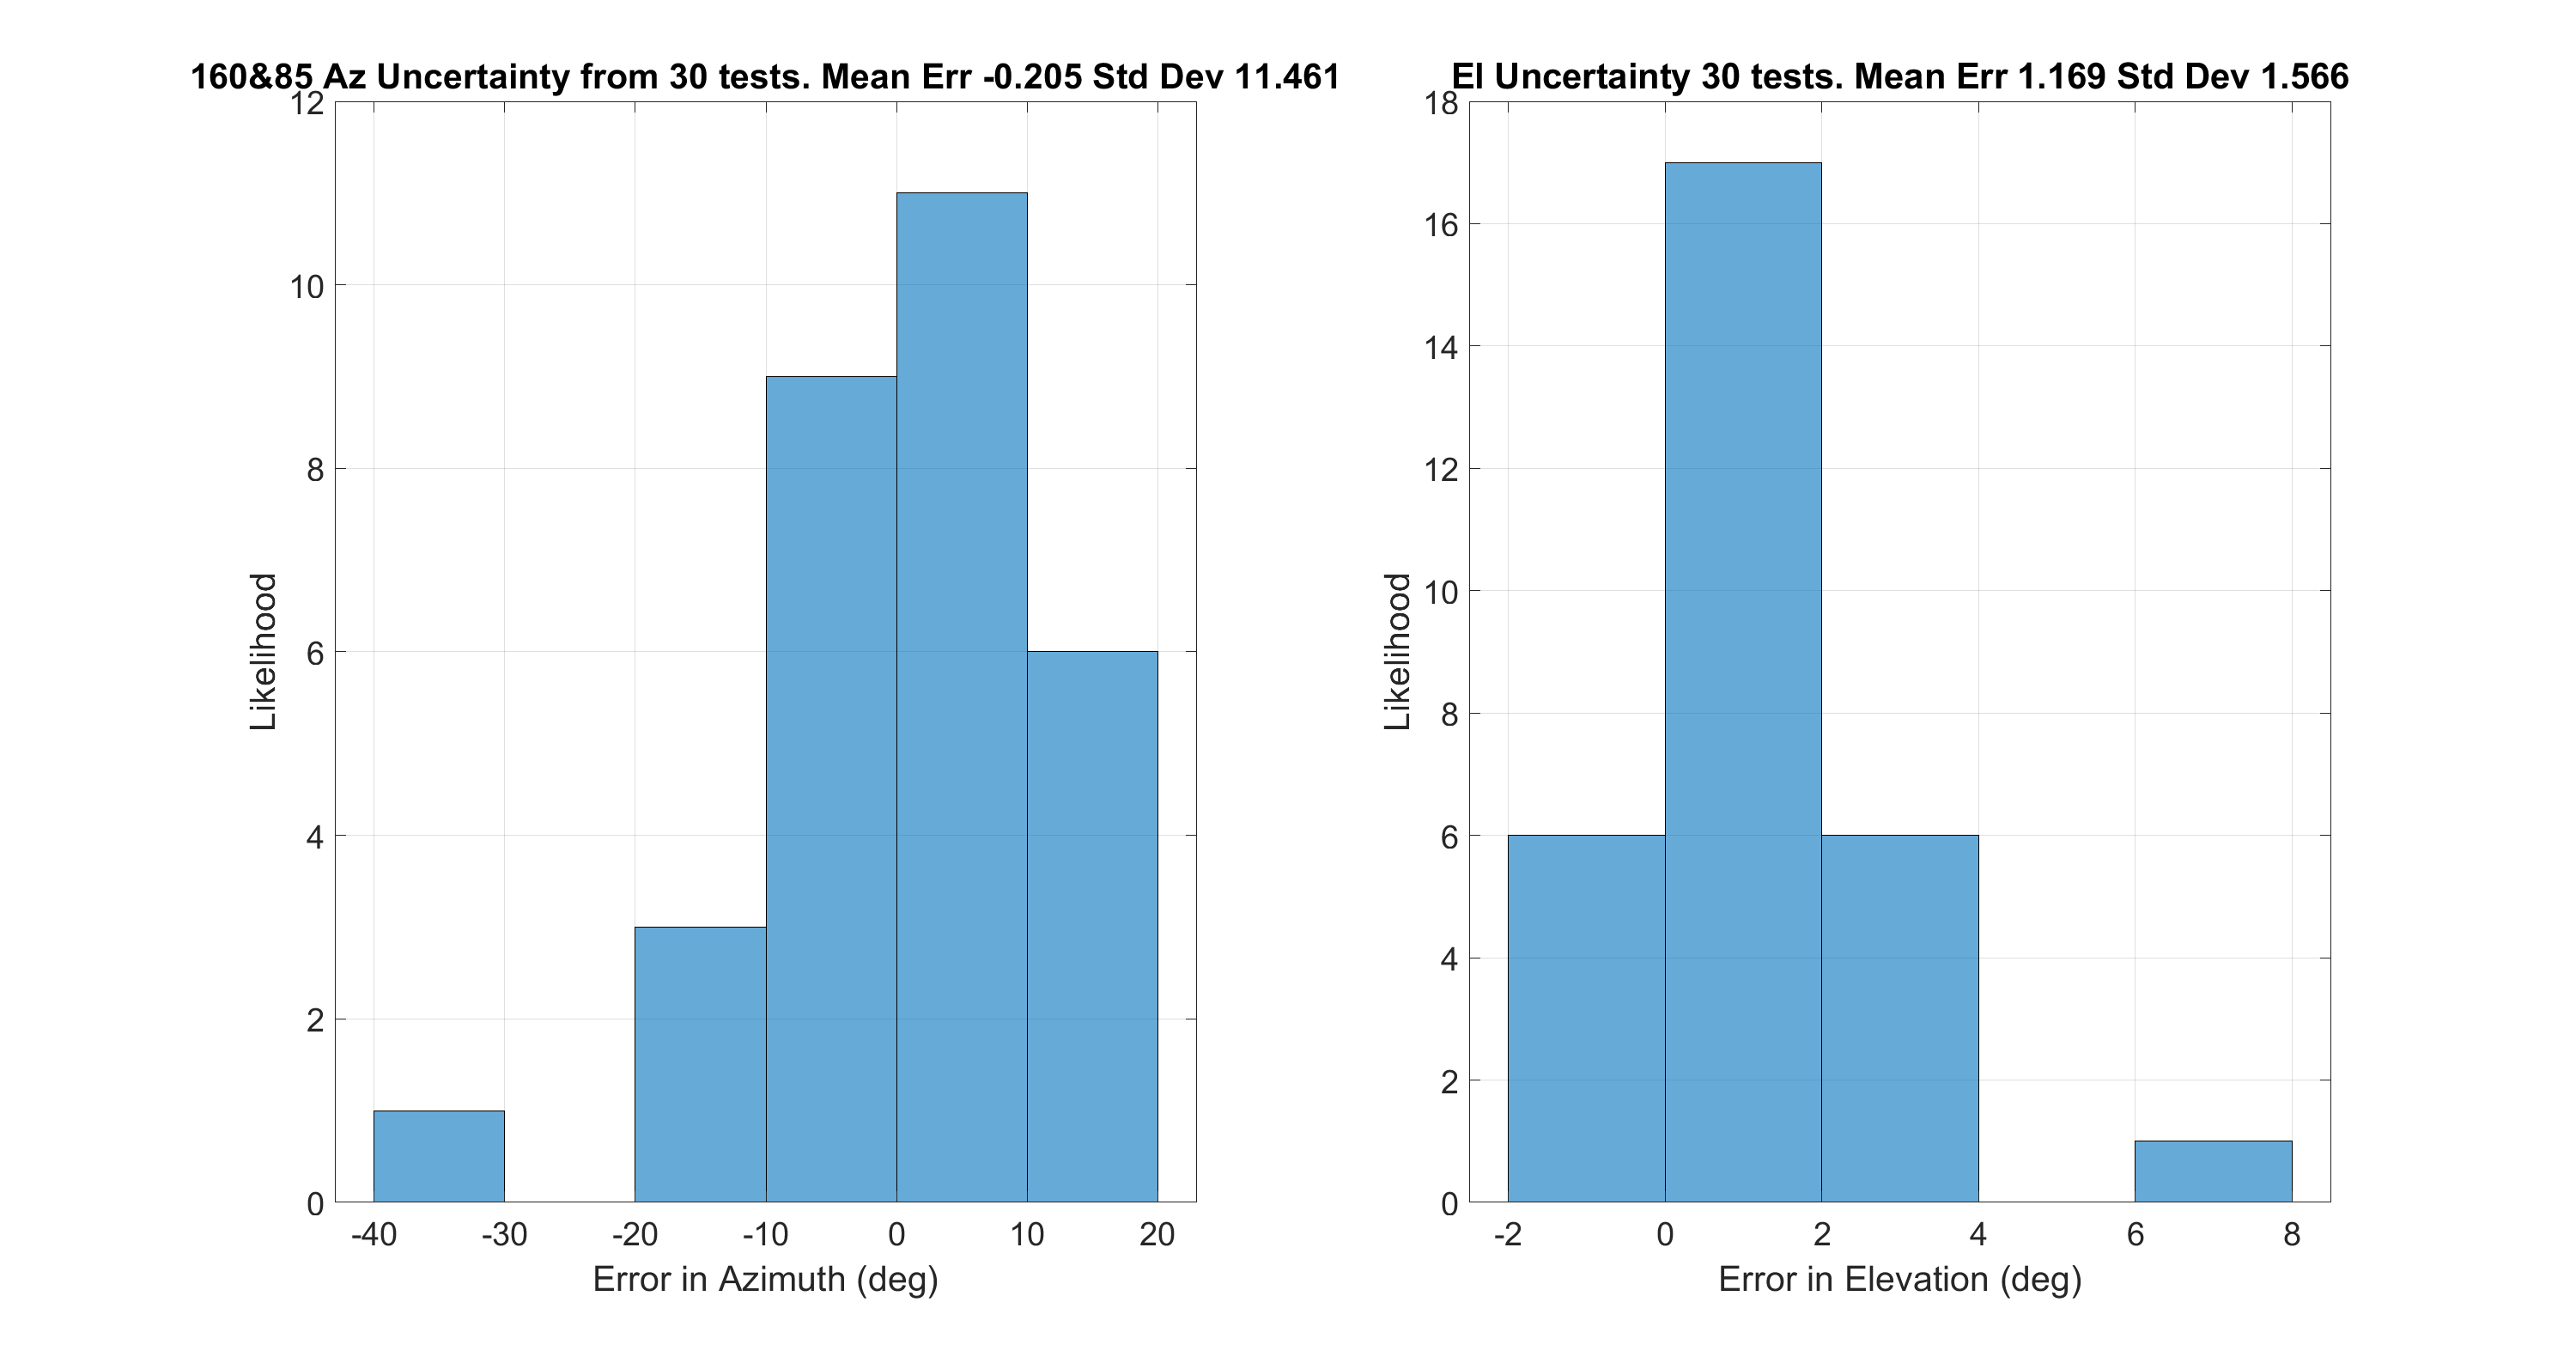 160&85 Az Uncertainty from 30 tests. Mean Err -0.205 Std Dev 11.461
12
10
8
6
4
2
0
Likelihood
-40 -30 -20 -10 0 10 20
Error in Azimuth (deg)
El Uncertainty 30 tests. Mean Err 1.169 Std Dev 1.566
18
16
14
12
10
8
6
4
2
0
Likelihood
-2 0 2 4 6 8
Error in Elevation (deg)